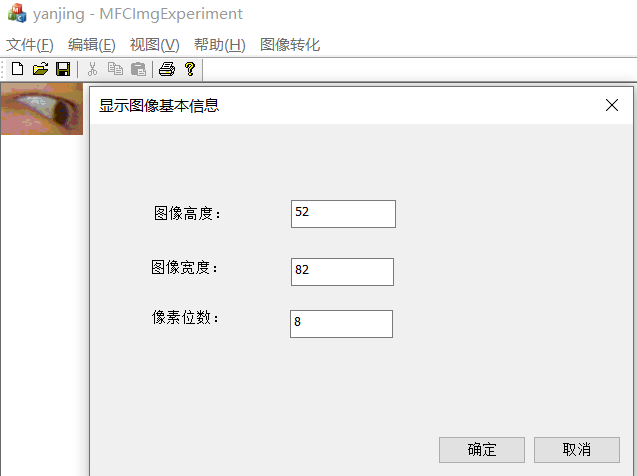 yanjing - MFCImgExperiment
文件(F) 编辑(E) 视图(V) 帮助(H) 图像转化
显示图像基本信息
图像高度： 52
图像宽度： 82
像素位数： 8
确定 取消